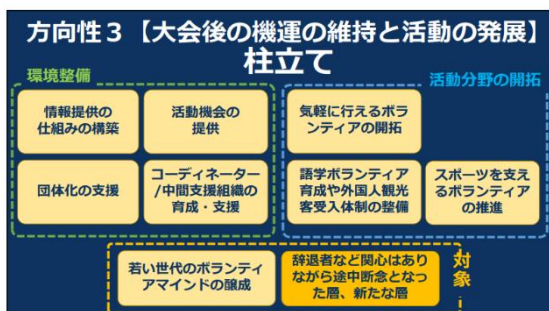 方向性３【大会後の機運の維持と活動の発展】
柱立て
環境整備
活動分野の開拓
情報提供の
仕組みの構築
活動機会の
提供
気軽に行えるボラ
ンティアの開拓
団体化の支援
コーディネーター
/中間支援組織の
育成・支援
語学ボランティア
育成や外国人観光
客受入体制の整備
スポーツを支え
るボランティア
の推進
若い世代のボランティ
アマインドの醸成
辞退者など関心はあり
ながら途中断念となっ
た層、新たな層
対象